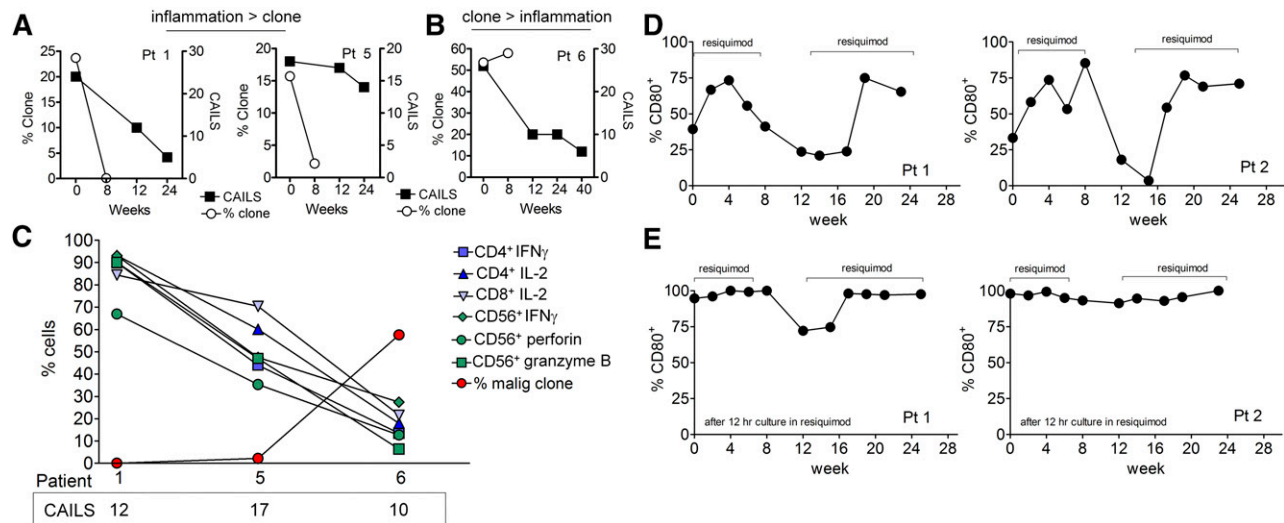 A
inflammation > clone
B
clone > inflammation
Pt 1
25
20
15
10
5
0
% Clone
30
20
10
0
CAILS
0 8 12 24
Weeks
Pt 5
20
18
16
14
12
10
8
6
4
2
0
% Clone
20
15
10
5
0
CAILS
0 8 12 24
Weeks
CAILS
% clone
Pt 6
60
50
40
30
20
10
% Clone
30
20
10
0
CAILS
0 8 12 24 40
Weeks
CAILS
% clone
C
100
90
80
70
60
50
40
30
20
10
0
% cells
CD4⁺ IFNγ
CD4⁺ IL-2
CD8⁺ IL-2
CD56⁺ IFNγ
CD56⁺ perforin
CD56⁺ granzyme B
% malig clone
Patient 1 5 6
CAILS 12 17 10
D
resiquimod
resiquimod
100
75
50
25
0
% CD80⁺
Pt 1
0 4 8 12 16 20 24 28
week
resiquimod
resiquimod
100
75
50
25
0
% CD80⁺
Pt 2
0 4 8 12 16 20 24 28
week
E
resiquimod
resiquimod
100
75
50
25
0
% CD80⁺
after 12 hr culture in resiquimod
Pt 1
0 4 8 12 16 20 24 28
week
resiquimod
resiquimod
100
75
50
25
0
% CD80⁺
after 12 hr culture in resiquimod
Pt 2
0 4 8 12 16 20 24 28
week